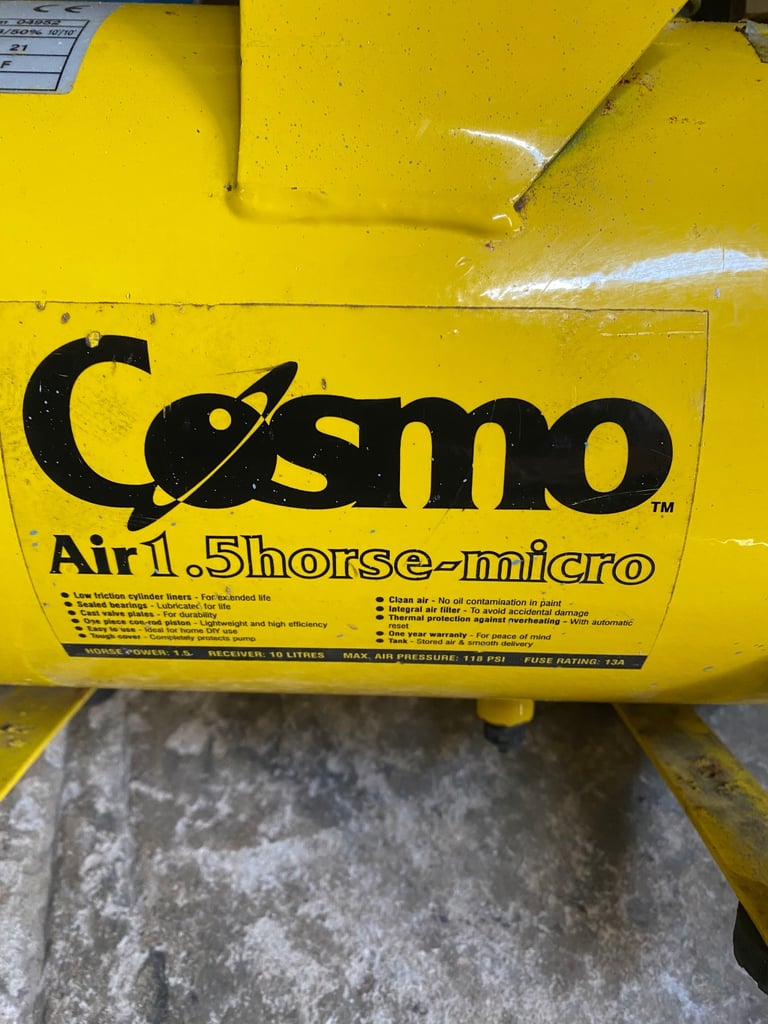 CE
04952
/50% 10'/10'
21
F
Cosmo
TM
Air 1.5horse-micro
Low friction cylinder liners - For extended life
Sealed bearings - Lubricated for life
Cast valve plates - For durability
One piece con-rod piston - Lightweight and high efficiency
Easy to use - Ideal for home DIY use
Tough cover - Completely protects pump
Clean air - No oil contamination in paint
Integral air filter - To avoid accidental damage
Thermal protection against overheating - With automatic
reset
One year warranty - For peace of mind
Tank - Stored air & smooth delivery
HORSE POWER: 1.5. RECEIVER: 10 LITRES MAX. AIR PRESSURE: 118 PSI FUSE RATING: 13A